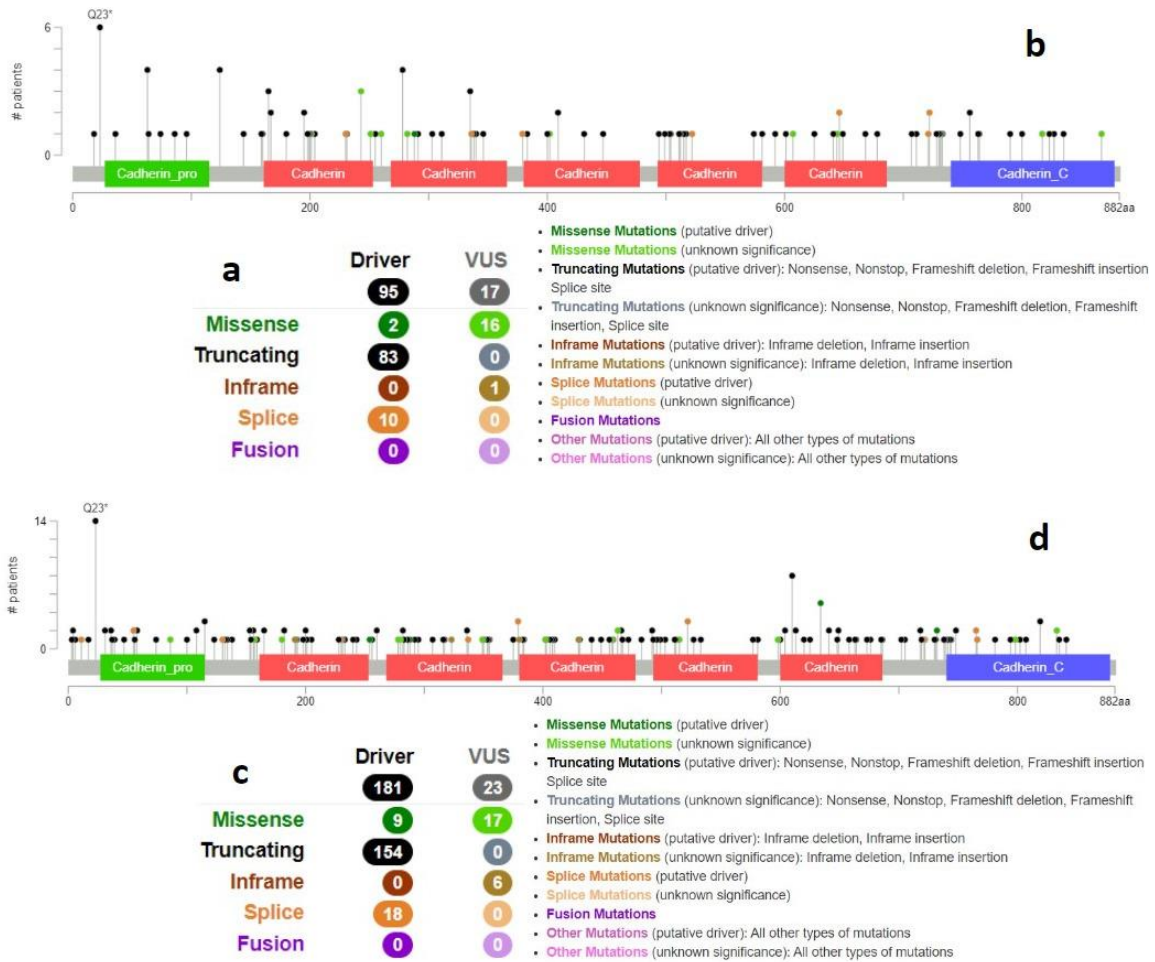 Q23*
b
6
# patients
0
Cadherin_pro
Cadherin
Cadherin
Cadherin
Cadherin
Cadherin
Cadherin_C
0
200
400
600
800
882aa
a
Driver
VUS
95
17
Missense
2
16
Truncating
83
0
Inframe
0
1
Splice
10
0
Fusion
0
0
• Missense Mutations (putative driver)
• Missense Mutations (unknown significance)
• Truncating Mutations (putative driver): Nonsense, Nonstop, Frameshift deletion, Frameshift insertion
Splice site
• Truncating Mutations (unknown significance): Nonsense, Nonstop, Frameshift deletion, Frameshift
insertion, Splice site
• Inframe Mutations (putative driver): Inframe deletion, Inframe insertion
• Inframe Mutations (unknown significance): Inframe deletion, Inframe insertion
• Splice Mutations (putative driver)
• Splice Mutations (unknown significance)
• Fusion Mutations
• Other Mutations (putative driver): All other types of mutations
• Other Mutations (unknown significance): All other types of mutations
Q23*
d
14
# patients
0
Cadherin_pro
Cadherin
Cadherin
Cadherin
Cadherin
Cadherin
Cadherin_C
0
200
400
600
800
882aa
c
Driver
VUS
181
23
Missense
9
17
Truncating
154
0
Inframe
0
6
Splice
18
0
Fusion
0
0
• Missense Mutations (putative driver)
• Missense Mutations (unknown significance)
• Truncating Mutations (putative driver): Nonsense, Nonstop, Frameshift deletion, Frameshift insertion
Splice site
• Truncating Mutations (unknown significance): Nonsense, Nonstop, Frameshift deletion, Frameshift
insertion, Splice site
• Inframe Mutations (putative driver): Inframe deletion, Inframe insertion
• Inframe Mutations (unknown significance): Inframe deletion, Inframe insertion
• Splice Mutations (putative driver)
• Splice Mutations (unknown significance)
• Fusion Mutations
• Other Mutations (putative driver): All other types of mutations
• Other Mutations (unknown significance): All other types of mutations